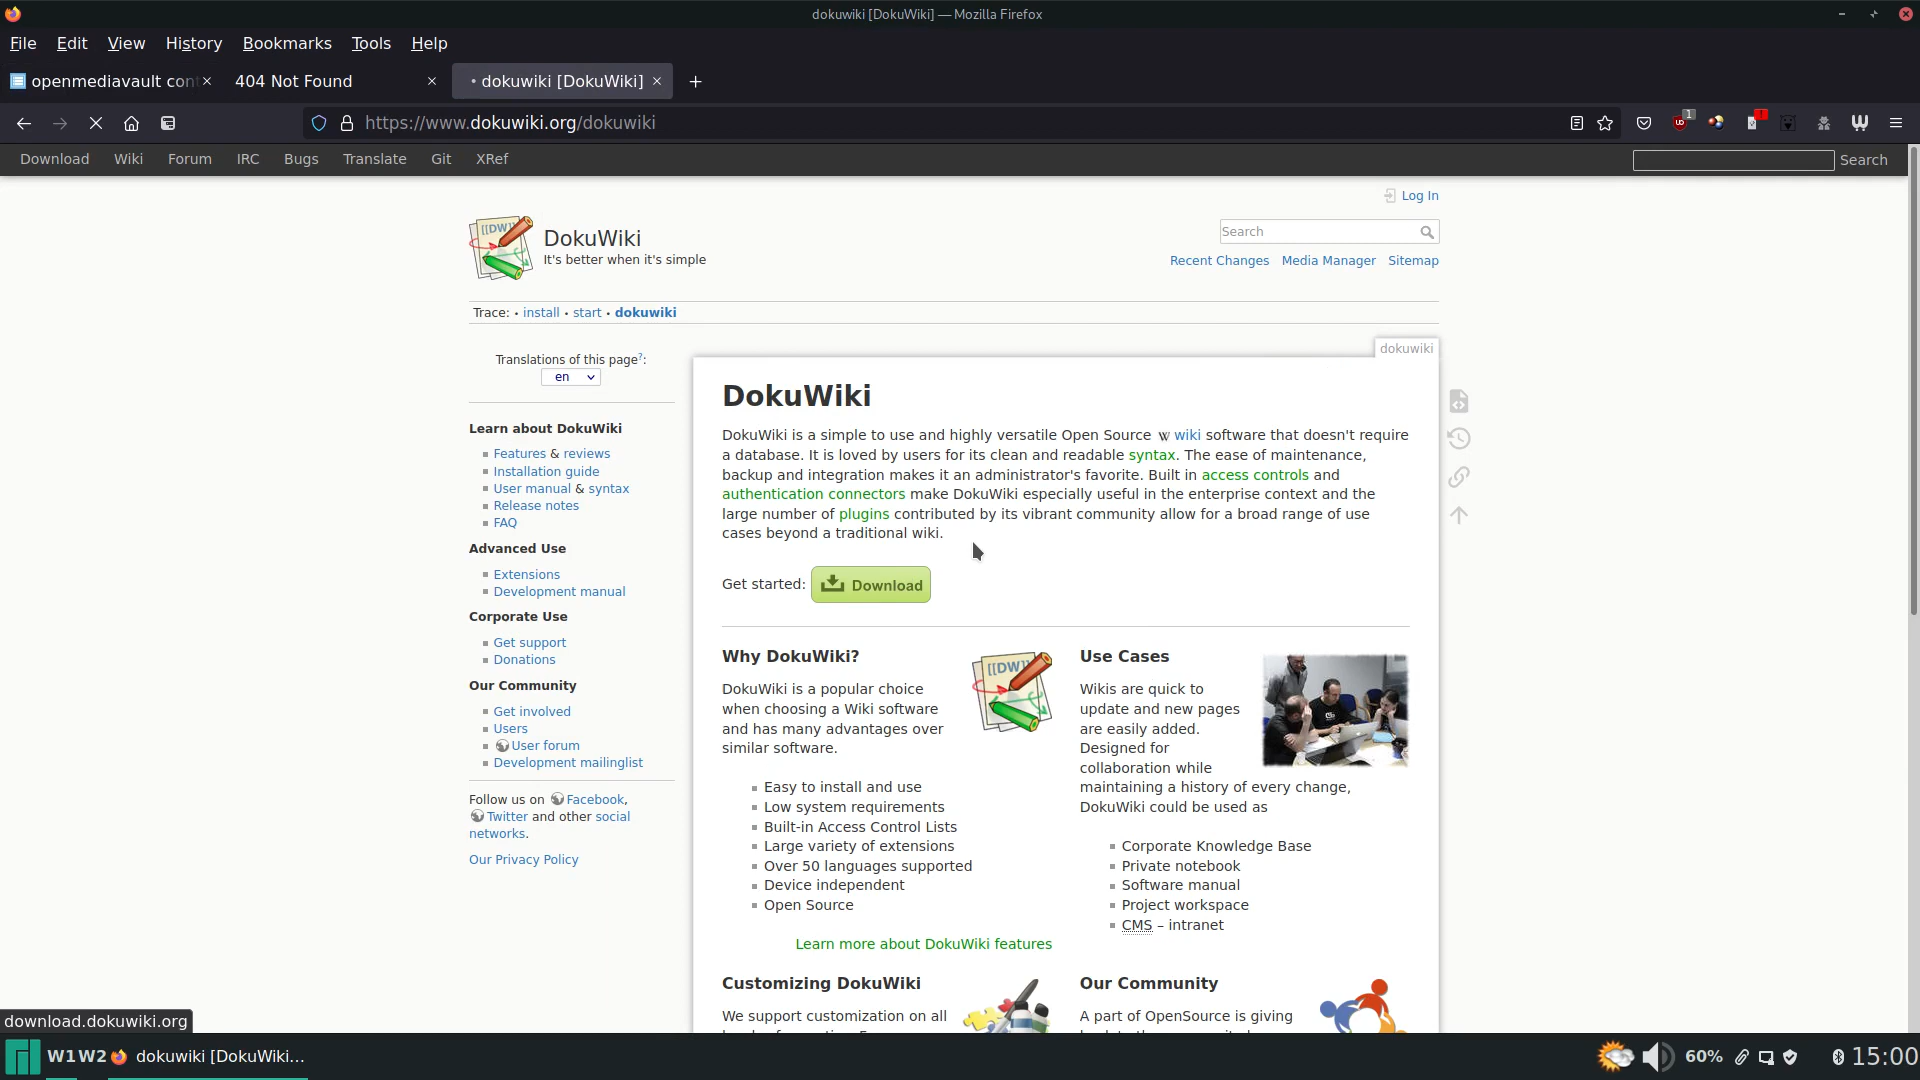 dokuwiki [DokuWiki] — Mozilla Firefox
File Edit View History Bookmarks Tools Help
openmediavault con
404 Not Found
• dokuwiki [DokuWiki]
https://www.dokuwiki.org/dokuwiki
1
Download Wiki Forum IRC Bugs Translate Git XRef
Search
Log In
[[DW]]
DokuWiki
It's better when it's simple
Search
Recent Changes Media Manager Sitemap
Trace: • install • start • dokuwiki
Translations of this page?:
en
Learn about DokuWiki
Features & reviews
Installation guide
User manual & syntax
Release notes
FAQ
Advanced Use
Extensions
Development manual
Corporate Use
Get support
Donations
Our Community
Get involved
Users
User forum
Development mailinglist
Follow us on Facebook,
Twitter and other social
networks.
Our Privacy Policy
dokuwiki
DokuWiki
DokuWiki is a simple to use and highly versatile Open Source W wiki software that doesn't require
a database. It is loved by users for its clean and readable syntax. The ease of maintenance,
backup and integration makes it an administrator's favorite. Built in access controls and
authentication connectors make DokuWiki especially useful in the enterprise context and the
large number of plugins contributed by its vibrant community allow for a broad range of use
cases beyond a traditional wiki.
Get started: Download
Why DokuWiki?
[[DW]]
DokuWiki is a popular choice
when choosing a Wiki software
and has many advantages over
similar software.
Easy to install and use
Low system requirements
Built-in Access Control Lists
Large variety of extensions
Over 50 languages supported
Device independent
Open Source
Learn more about DokuWiki features
Use Cases
Wikis are quick to
update and new pages
are easily added.
Designed for
collaboration while
maintaining a history of every change,
DokuWiki could be used as
Corporate Knowledge Base
Private notebook
Software manual
Project workspace
CMS – intranet
Customizing DokuWiki
We support customization on all
Our Community
A part of OpenSource is giving
download.dokuwiki.org
W1 W2 dokuwiki [DokuWiki...
60%
15:00